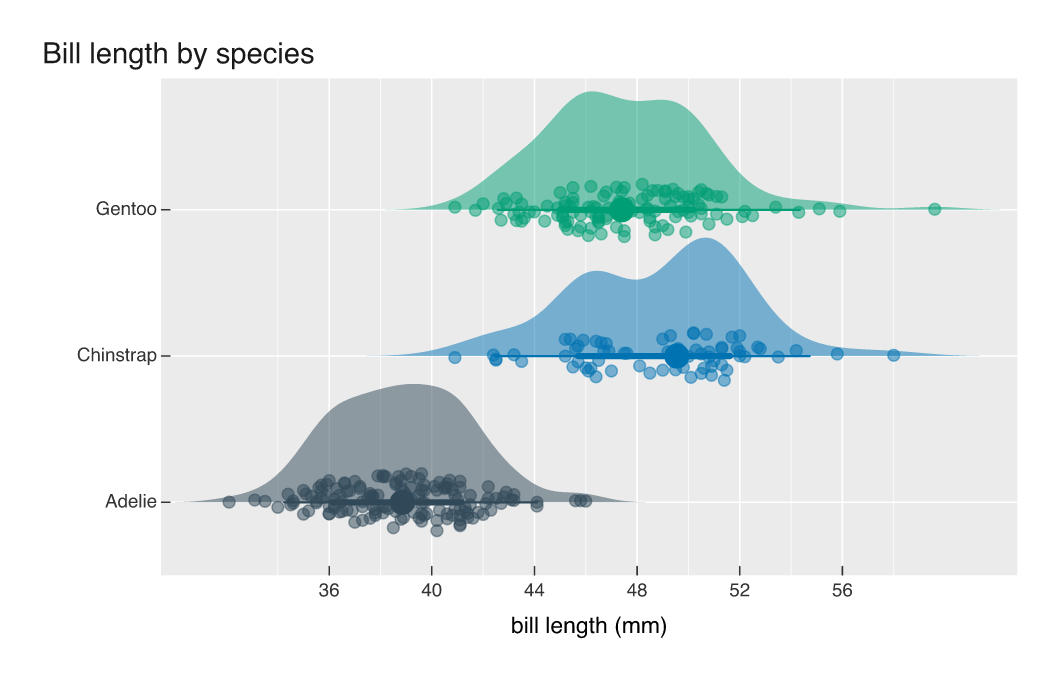 Bill length by species
Gentoo
Chinstrap
Adelie
36 40 44 48 52 56
bill length (mm)